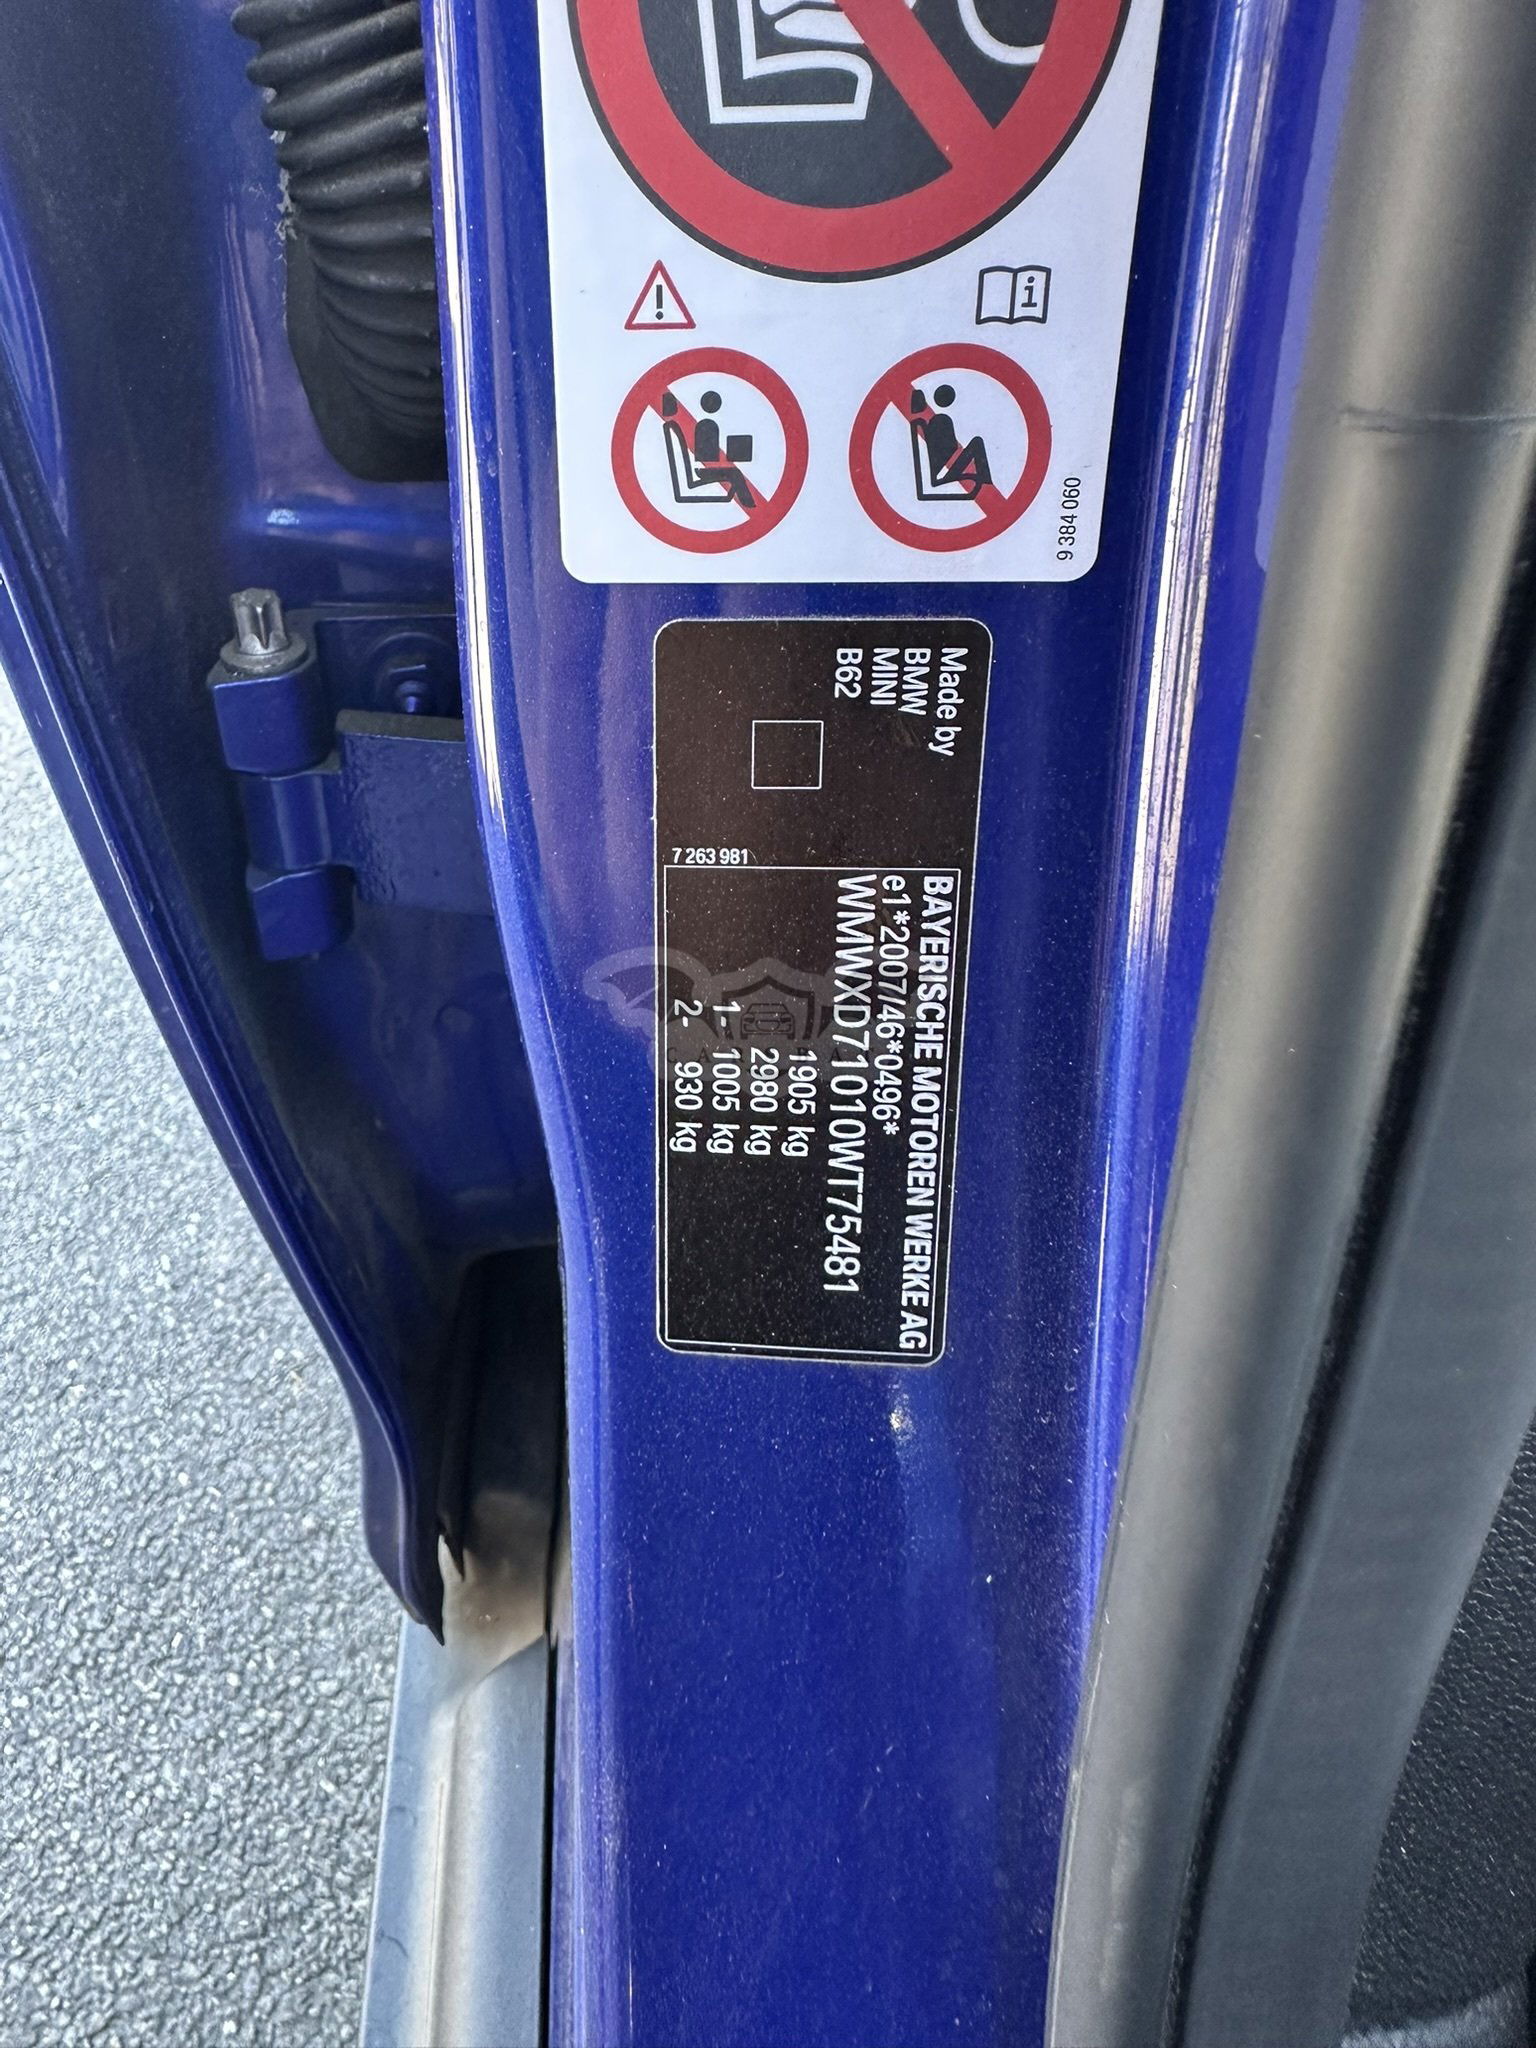 9 384 060
Made by
BMW
MINI
B62
7 263 981
BAYERISCHE MOTOREN WERKE AG
e1*2007/46*0496*
WMWXD71010WT75481
1905 kg
2980 kg
1- 1005 kg
2- 930 kg